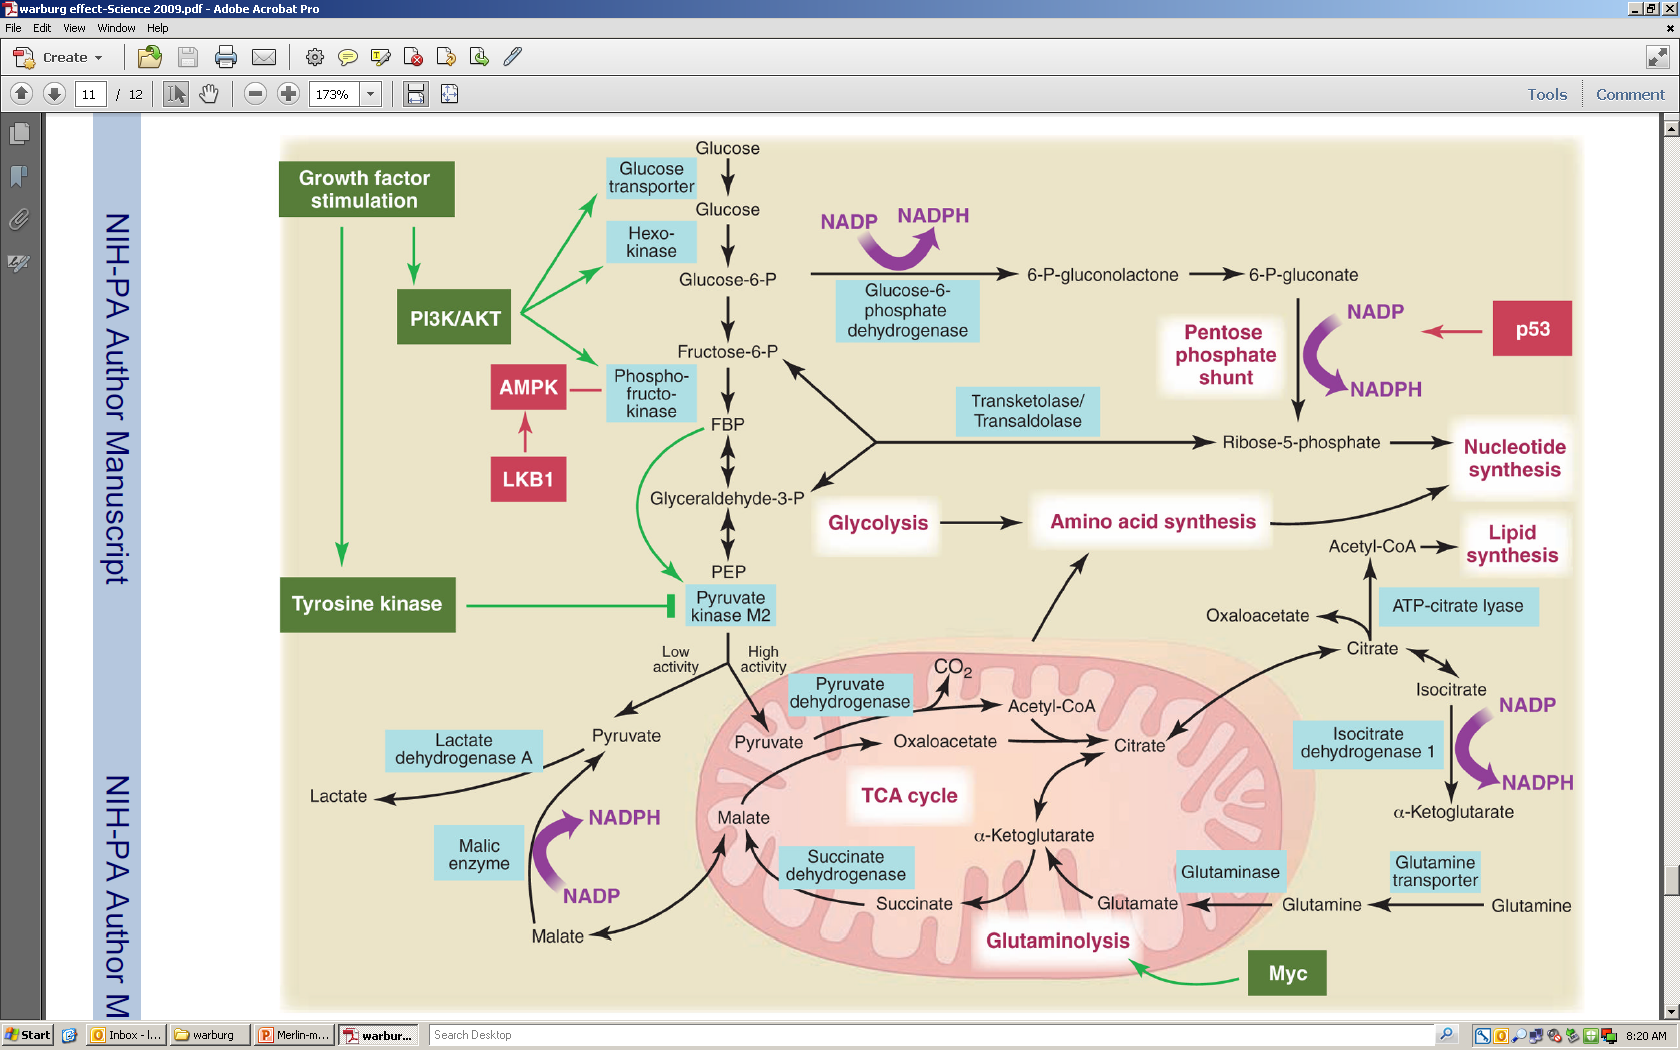 warburg effect-Science 2009.pdf - Adobe Acrobat Pro
File Edit View Window Help
Create
11 / 12
173%
Tools
Comment
NIH-PA Author Manuscript
NIH-PA Author M
Growth factor
stimulation
PI3K/AKT
AMPK
LKB1
Tyrosine kinase
Glucose
Glucose
transporter
Glucose
Hexo-
kinase
Glucose-6-P
Fructose-6-P
Phospho-
fructo-
kinase
FBP
Glyceraldehyde-3-P
PEP
Pyruvate
kinase M2
Low
activity
High
activity
NADP
NADPH
Glucose-6-
phosphate
dehydrogenase
6-P-gluconolactone
6-P-gluconate
Pentose
phosphate
shunt
NADP
NADPH
p53
Transketolase/
Transaldolase
Ribose-5-phosphate
Nucleotide
synthesis
Glycolysis
Amino acid synthesis
Acetyl-CoA
Lipid
synthesis
Oxaloacetate
ATP-citrate lyase
Citrate
Isocitrate
NADP
Isocitrate
dehydrogenase 1
NADPH
α-Ketoglutarate
Lactate
dehydrogenase A
Pyruvate
Lactate
Malic
enzyme
NADPH
NADP
Malate
Pyruvate
dehydrogenase
CO2
Acetyl-CoA
Pyruvate
Oxaloacetate
Citrate
TCA cycle
Malate
α-Ketoglutarate
Succinate
dehydrogenase
Succinate
Glutamate
Glutaminase
Glutamine
Glutamine
transporter
Glutamine
Glutaminolysis
Myc
Start
Inbox - l...
warburg
Merlin-m...
warbur...
Search Desktop
8:20 AM